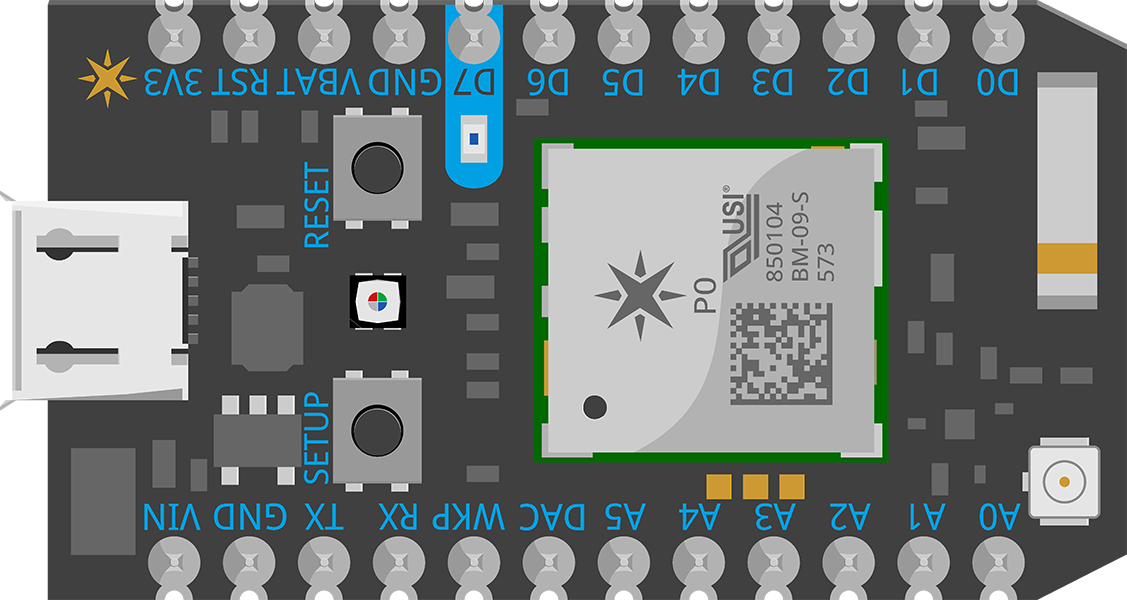 3V3 RST VBAT GND D7 D6 D5 D4 D3 D2 D1 D0
RESET
SETUP
P0
USI®
850104
BM-09-S
573
VIN GND TX RX WKP DAC A5 A4 A3 A2 A1 A0